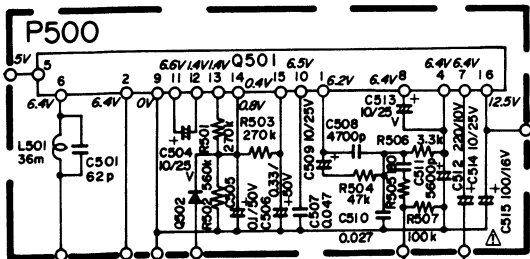 P500
Q501
5V
5
6.6V 1.4V 1.4V
0.4V
6.5V
6.2V
6.4V
6.4V 6.4V
6 2 9 11 12 13 14 15 10 1 8 4 7 16
6.4V
6.4V
0V
0.8V
12.5V
L501
36m
C501
62p
C504
10/25
V
R501
270k
R503
270k
560k
R502
Q502
C505
0.1/50V
C506
0.33/
50V
C509 10/25V
C507
0.047
C508
4700p
R504
47k
C510
0.027
C513
10/25
V
R506 3.3k
R505
C511
5600p
R507
100k
C512 220/10V
C514 10/25V
C515 100/16V